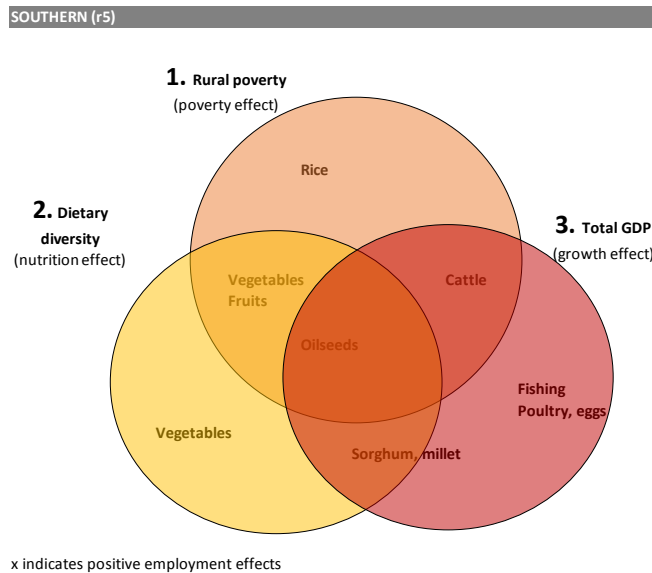 SOUTHERN (r5)
1. Rural poverty
(poverty effect)
Rice
2. Dietary
diversity
(nutrition effect)
3. Total GDP
(growth effect)
Vegetables
Fruits
Cattle
Oilseeds
Fishing
Poultry, eggs
Vegetables
Sorghum, millet
x indicates positive employment effects